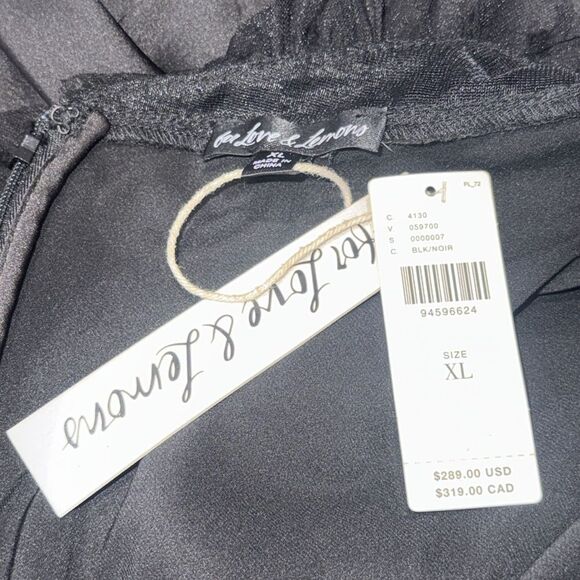 for Love & Lemons
XL
MADE IN
CHINA
for Love & Lemons
PL_72
C. 4130
V. 059700
S 0000007
C. BLK/NOIR
94596624
SIZE
XL
$289.00 USD
$319.00 CAD